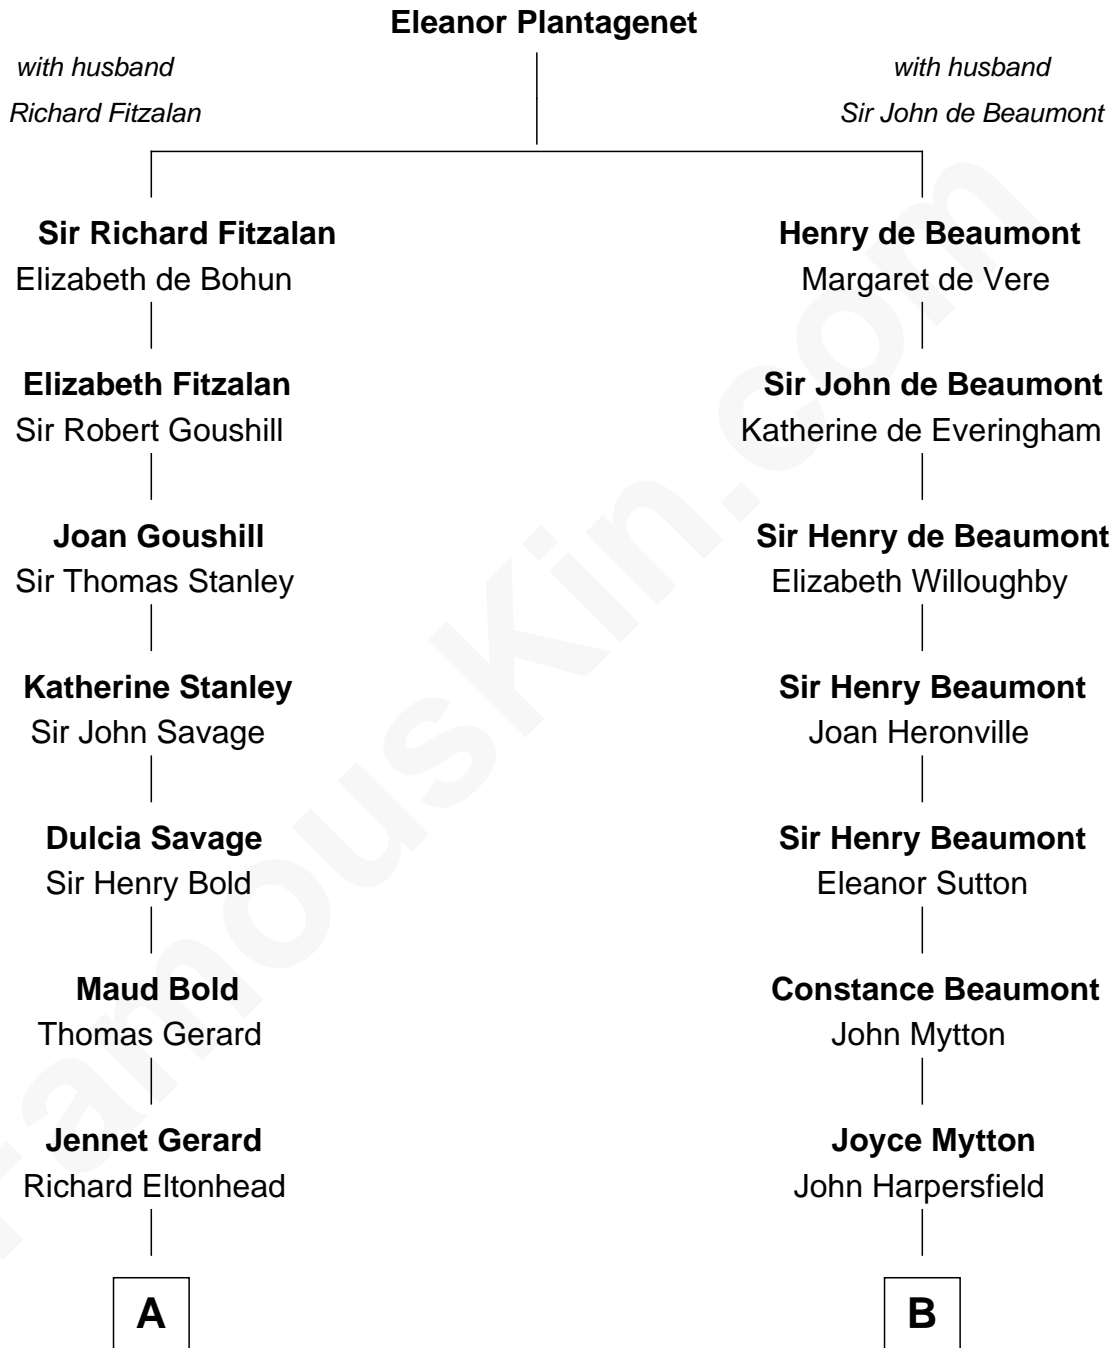 Eleanor Plantagenet
with husband
Richard Fitzalan
with husband
Sir John de Beaumont
Sir Richard Fitzalan
Elizabeth de Bohun
Elizabeth Fitzalan
Sir Robert Goushill
Joan Goushill
Sir Thomas Stanley
Katherine Stanley
Sir John Savage
Dulcia Savage
Sir Henry Bold
Maud Bold
Thomas Gerard
Jennet Gerard
Richard Eltonhead
A
Henry de Beaumont
Margaret de Vere
Sir John de Beaumont
Katherine de Everingham
Sir Henry de Beaumont
Elizabeth Willoughby
Sir Henry Beaumont
Joan Heronville
Sir Henry Beaumont
Eleanor Sutton
Constance Beaumont
John Mytton
Joyce Mytton
John Harpersfield
B
FamousKin.com